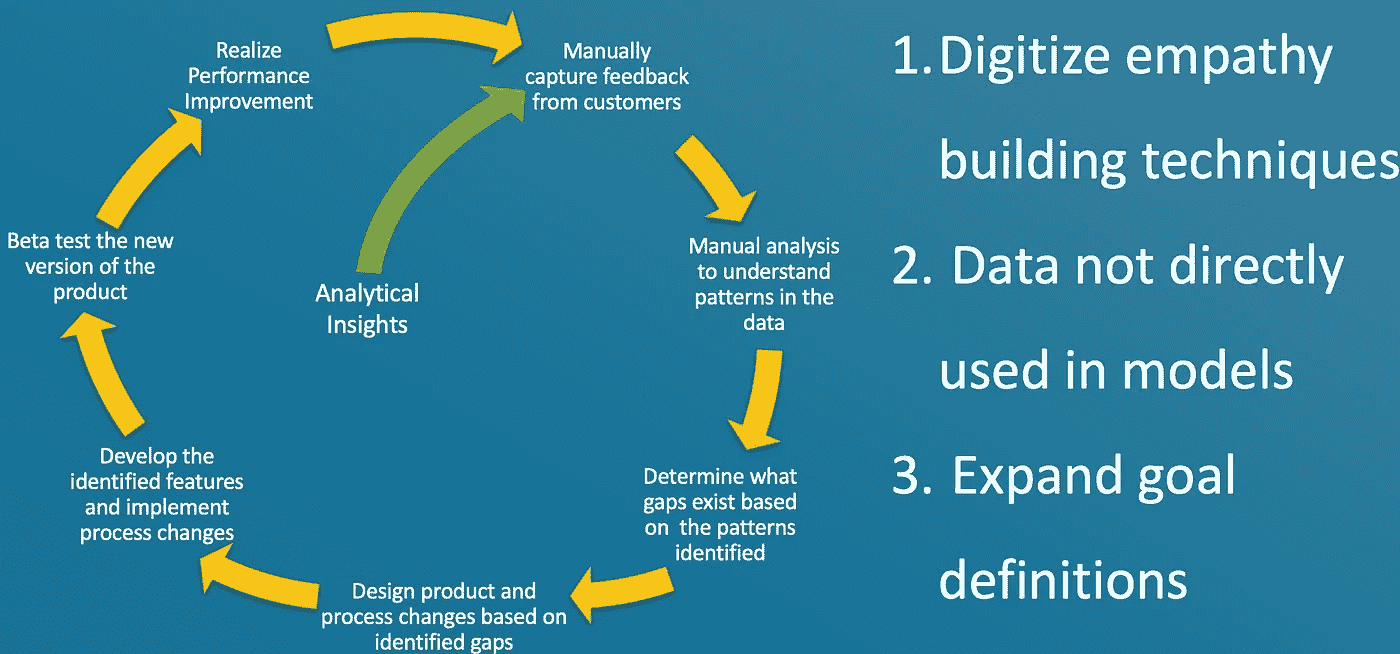 Realize
Performance
Improvement
Manually
capture feedback
from customers
Manual analysis
to understand
patterns in the
data
Determine what
gaps exist based
on the patterns
identified
Design product and
process changes based on
identified gaps
Develop the
identified features
and implement
process changes
Beta test the new
version of the
product
Analytical
Insights
1. Digitize empathy
building techniques
2. Data not directly
used in models
3. Expand goal
definitions